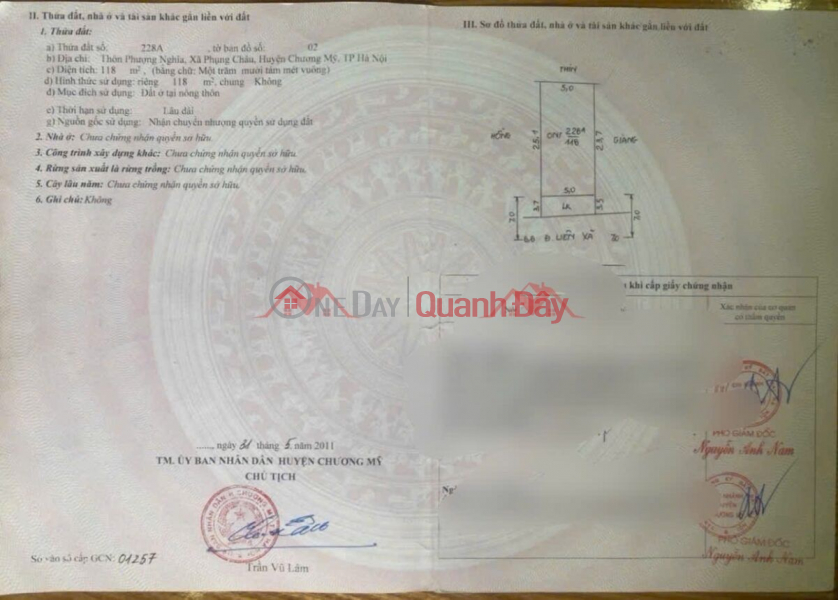 II. Thửa đất, nhà ở và tài sản khác gắn liền với đất
1. Thửa đất:
a) Thửa đất số: 228A , tờ bản đồ số: 02
b) Địa chỉ: Thôn Phượng Nghĩa, Xã Phụng Châu, Huyện Chương Mỹ, TP Hà Nội
c) Diện tích: 118 m², (bằng chữ: Một trăm mười tám mét vuông)
d) Hình thức sử dụng: riêng 118 m², chung Không
đ) Mục đích sử dụng: Đất ở tại nông thôn
e) Thời hạn sử dụng: Lâu dài
g) Nguồn gốc sử dụng: Nhận chuyển nhượng quyền sử dụng đất
2. Nhà ở: Chưa chứng nhận quyền sở hữu.
3. Công trình xây dựng khác: Chưa chứng nhận quyền sở hữu.
4. Rừng sản xuất là rừng trồng: Chưa chứng nhận quyền sở hữu.
5. Cây lâu năm: Chưa chứng nhận quyền sở hữu.
6. Ghi chú: Không
ngày 31 tháng 5 năm 2011
TM. ỦY BAN NHÂN DÂN HUYỆN CHƯƠNG MỸ
CHỦ TỊCH
Trần Vũ Lâm
Số vào sổ cấp GCN: 01257
III. Sơ đồ thửa đất, nhà ở và tài sản khác gắn liền với đất
5,0
HỒNG
ONT 228A
118
GIANG
5,0
LK
Đ LIÊN XÃ
khi cấp giấy chứng nhận
Xác nhận của cơ quan
có thẩm quyền
PHÓ GIÁM ĐỐC
Nguyễn Anh Nam
PHÓ GIÁM ĐỐC
Nguyễn Anh Nam
ONEDAY QuanhĐây